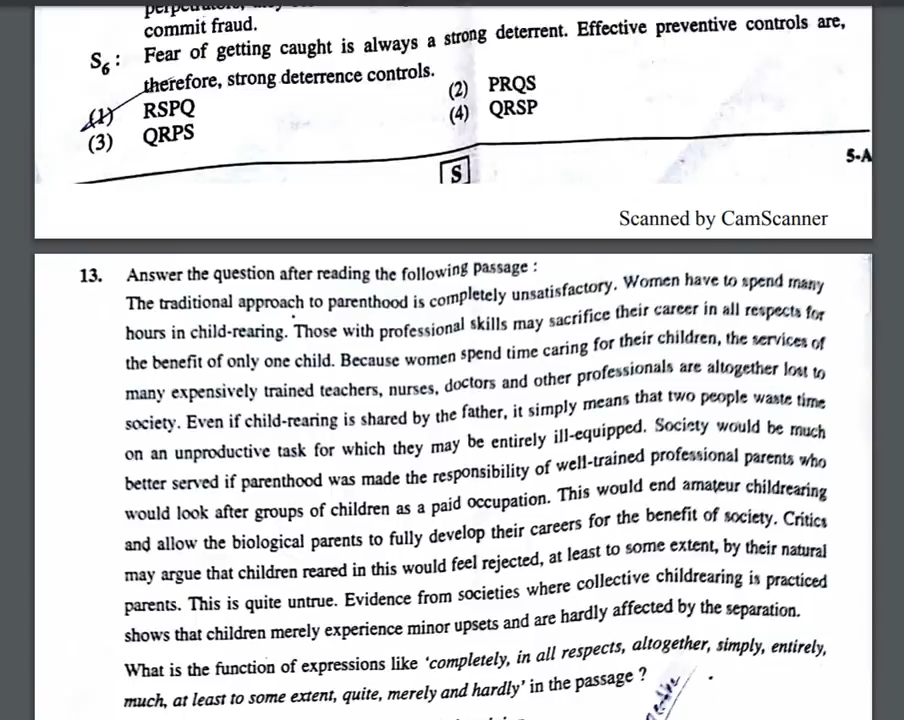 commit fraud.
S6: Fear of getting caught is always a strong deterrent. Effective preventive controls are,
therefore, strong deterrence controls.
(1) RSPQ (2) PRQS
(3) QRPS (4) QRSP
5-A
S
Scanned by CamScanner
13. Answer the question after reading the following passage :
The traditional approach to parenthood is completely unsatisfactory. Women have to spend many
hours in child-rearing. Those with professional skills may sacrifice their career in all respects for
the benefit of only one child. Because women spend time caring for their children, the services of
many expensively trained teachers, nurses, doctors and other professionals are altogether lost to
society. Even if child-rearing is shared by the father, it simply means that two people waste time
on an unproductive task for which they may be entirely ill-equipped. Society would be much
better served if parenthood was made the responsibility of well-trained professional parents who
would look after groups of children as a paid occupation. This would end amateur childrearing
and allow the biological parents to fully develop their careers for the benefit of society. Critics
may argue that children reared in this would feel rejected, at least to some extent, by their natural
parents. This is quite untrue. Evidence from societies where collective childrearing is practiced
shows that children merely experience minor upsets and are hardly affected by the separation.
What is the function of expressions like 'completely, in all respects, altogether, simply, entirely,
much, at least to some extent, quite, merely and hardly' in the passage ?